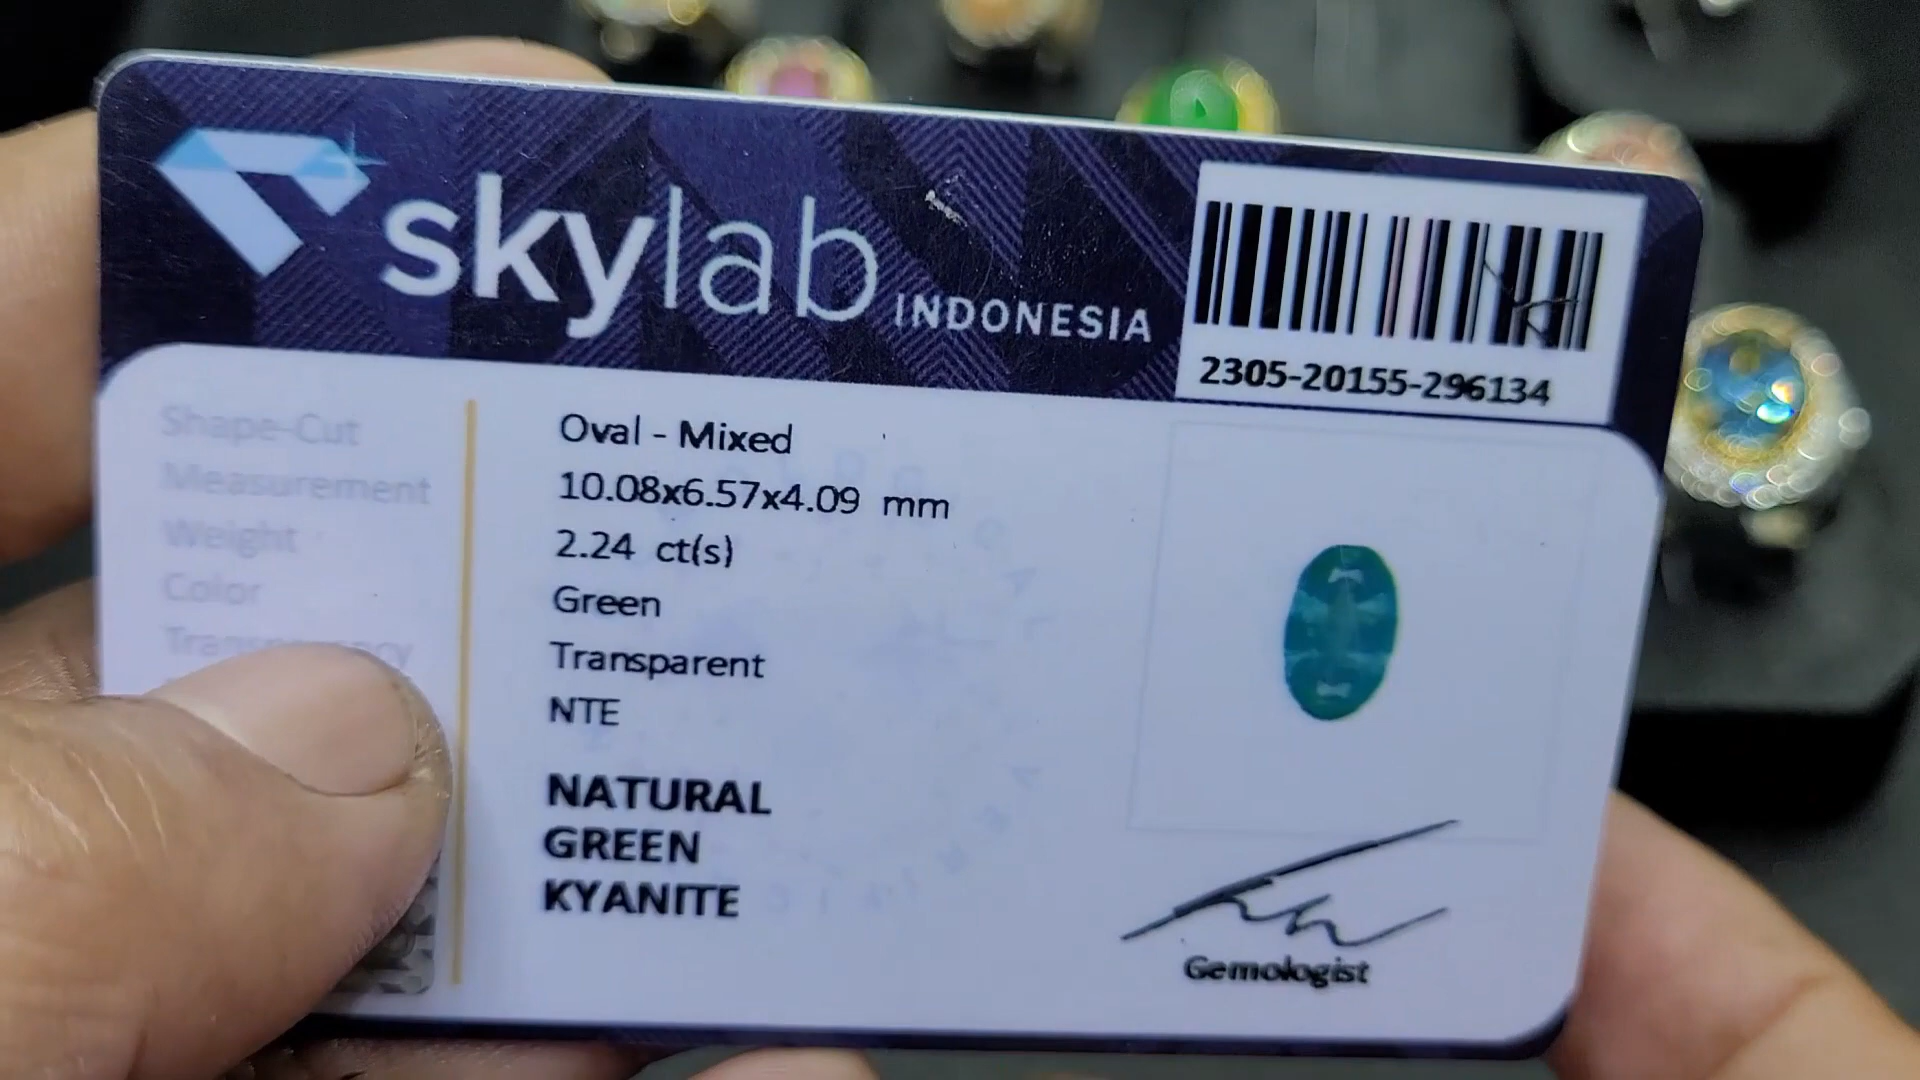 skylab INDONESIA
2305-20155-296134
Shape-Cut
Oval - Mixed
Measurement
10.08x6.57x4.09 mm
Weight
2.24 ct(s)
Color
Green
Transparent
NTE
NATURAL
GREEN
KYANITE
Gemologist